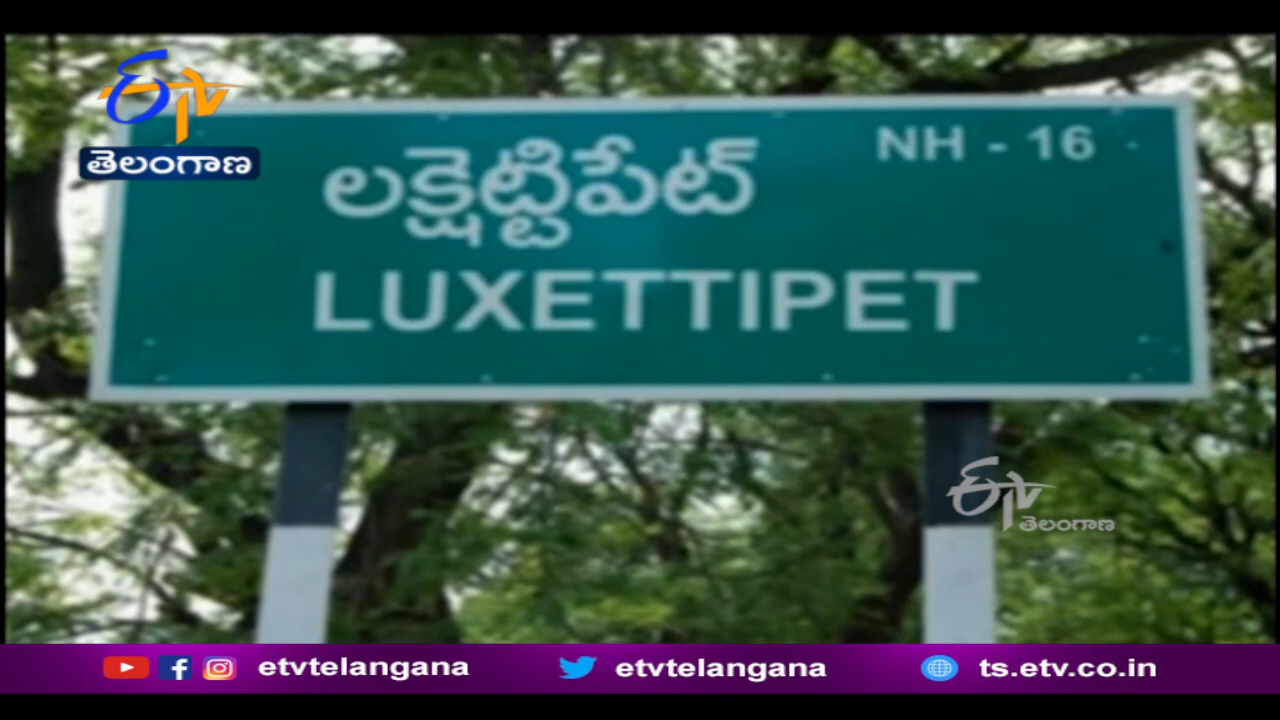 ETV
తెలంగాణ
NH - 16
లక్షెట్టిపేట్
LUXETTIPET
ETV
తెలంగాణ
etvtelangana
etvtelangana
ts.etv.co.in